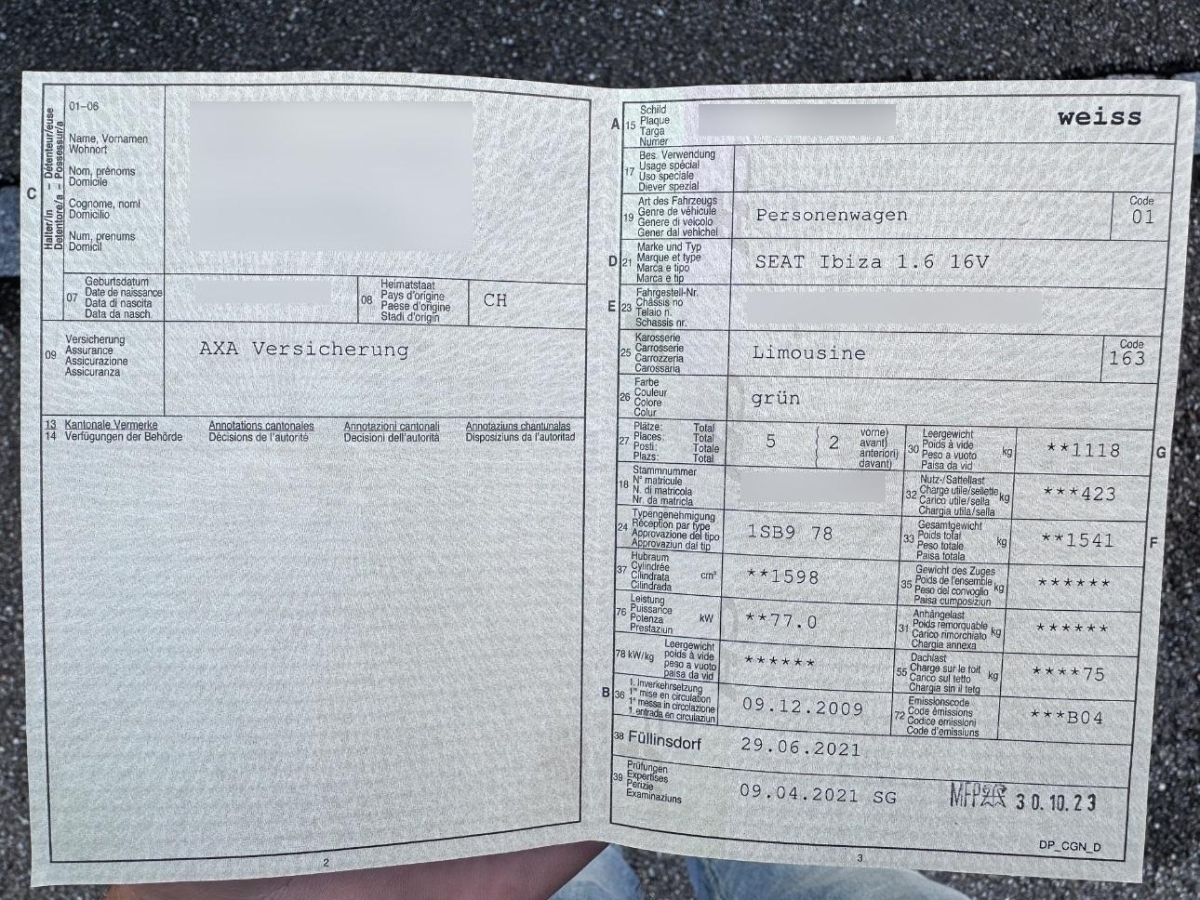 01-06
Halter/in – Détenteur/euse
Detentore/a – Possessur/a
Name, Vornamen
Wohnort
Nom, prénoms
Domicile
Cognome, nomi
Domicilio
Num, prenums
Domicil
C
07
Geburtsdatum
Date de naissance
Data di nascita
Data da nasch.
08
Heimatstaat
Pays d'origine
Paese d'origine
Stadi d'origin
CH
09
Versicherung
Assurance
Assicurazione
Assicuranza
AXA Versicherung
13 Kantonale Vermerke Annotations cantonales Annotazioni cantonali Annotaziuns chantunalas
14 Verfügungen der Behörde Décisions de l'autorité Decisioni dell'autorità Disposiziuns da l'autoritad
2
A 15
Schild
Plaque
Targa
Numer
weiss
17
Bes. Verwendung
Usage spécial
Uso speciale
Diever spezial
19
Art des Fahrzeugs
Genre de véhicule
Genere di veicolo
Gener dal vehichel
Personenwagen
Code
01
D 21
Marke und Typ
Marque et type
Marca e tipo
Marca e tip
SEAT Ibiza 1.6 16V
E 23
Fahrgestell-Nr.
Châssis no
Telaio n.
Schassis nr.
25
Karosserie
Carrosserie
Carrozzeria
Carossaria
Limousine
Code
163
26
Farbe
Couleur
Colore
Colur
grün
27
Plätze: Total
Places: Total
Posti: Totale
Plazs: Total
5
2
vorne)
avant)
anteriori)
davant)
30
Leergewicht
Poids à vide
Peso a vuoto
Paisa da vid
kg
**1118
G
18
Stammnummer
N° matricule
N. di matricola
Nr. da matricla
32
Nutz-/Sattellast
Charge utile/sellette
Carico utile/sella
Chargia utila/sella
kg
***423
24
Typengenehmigung
Réception par type
Approvazione del tipo
Approvaziun dal tip
1SB9 78
33
Gesamtgewicht
Poids total
Peso totale
Paisa totala
kg
**1541
F
37
Hubraum
Cylindrée
Cilindrata
Cilindrada
cm³
**1598
35
Gewicht des Zuges
Poids de l'ensemble
Peso del convoglio
Paisa cumposiziun
kg
******
76
Leistung
Puissance
Potenza
Prestaziun
kW
**77.0
31
Anhängelast
Poids remorquable
Carico rimorchiato
Chargia annexa
kg
******
78 kW/kg
Leergewicht
poids à vide
peso a vuoto
paisa da vid
******
55
Dachlast
Charge sur le toit
Carico sul tetto
Chargia sin il tetg
kg
****75
B 36
1. Inverkehrsetzung
1re mise en circulation
1a messa in circolazione
1. entrada en circulaziun
09.12.2009
72
Emissionscode
Code émissions
Codice emissioni
Code d'emissiuns
***B04
38 Füllinsdorf 29.06.2021
39
Prüfungen
Expertises
Perizie
Examinaziuns
09.04.2021 SG
MFP 30.10.23
DP_CGN_D
3